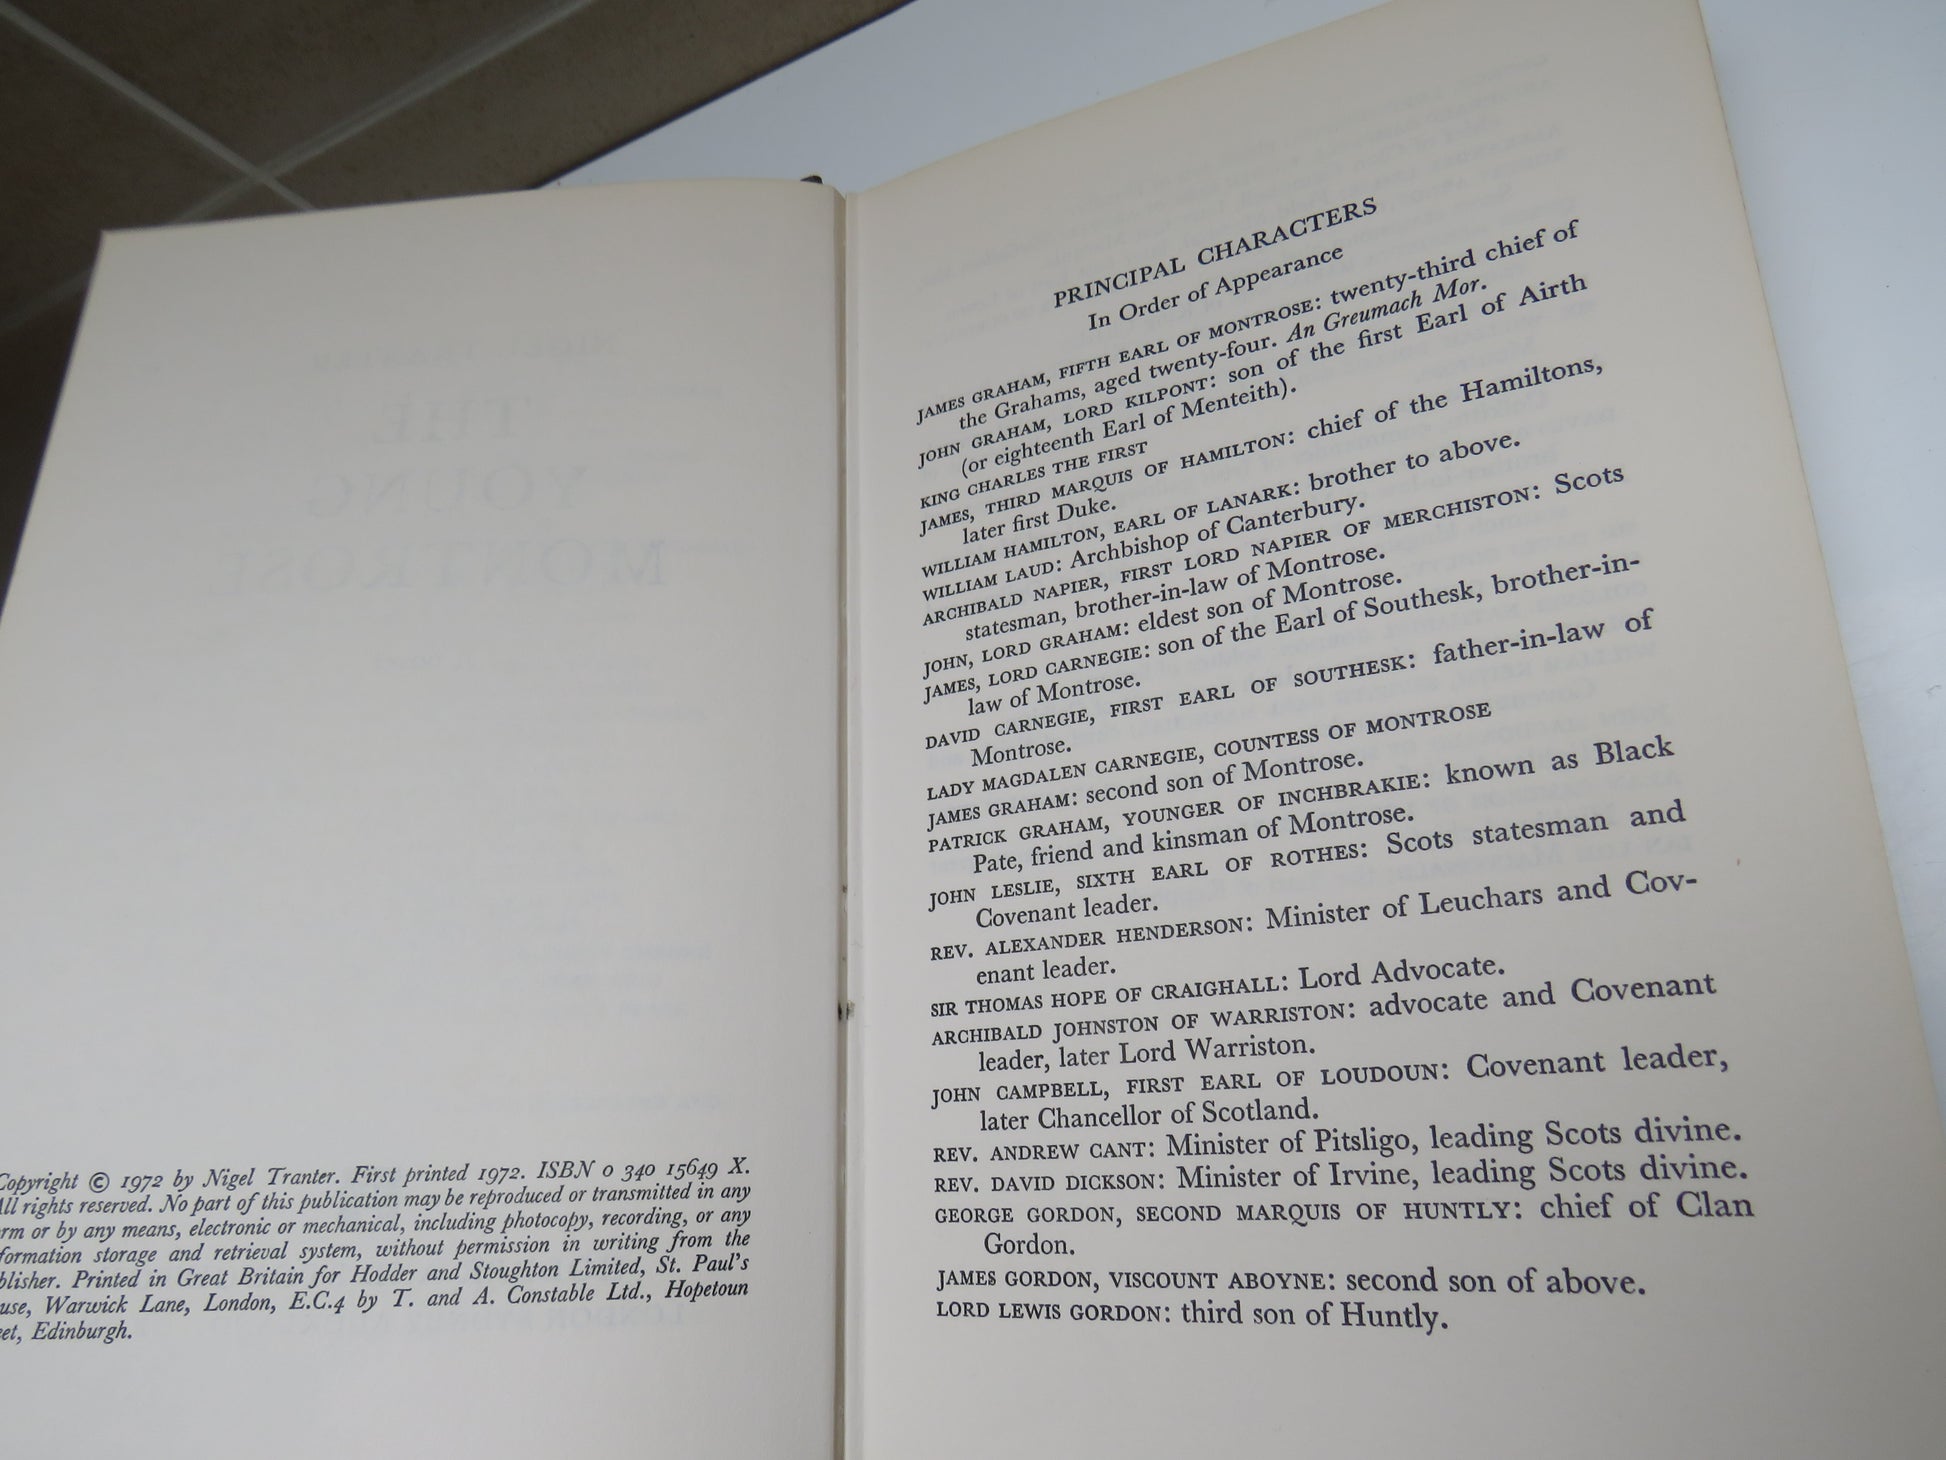 Copyright © 1972 by Nigel Tranter. First printed 1972. ISBN 0 340 15649 X.
All rights reserved. No part of this publication may be reproduced or transmitted in any
rm or by any means, electronic or mechanical, including photocopy, recording, or any
formation storage and retrieval system, without permission in writing from the
blisher. Printed in Great Britain for Hodder and Stoughton Limited, St. Paul's
use, Warwick Lane, London, E.C.4 by T. and A. Constable Ltd., Hopetoun
eet, Edinburgh.
PRINCIPAL CHARACTERS
In Order of Appearance
JAMES GRAHAM, FIFTH EARL OF MONTROSE: twenty-third chief of
the Grahams, aged twenty-four. An Greumach Mor.
JOHN GRAHAM, LORD KILPONT: son of the first Earl of Airth
(or eighteenth Earl of Menteith).
KING CHARLES THE FIRST
JAMES, THIRD MARQUIS OF HAMILTON: chief of the Hamiltons,
later first Duke.
WILLIAM HAMILTON, EARL OF LANARK: brother to above.
WILLIAM LAUD: Archbishop of Canterbury.
ARCHIBALD NAPIER, FIRST LORD NAPIER OF MERCHISTON: Scots
statesman, brother-in-law of Montrose.
JOHN, LORD GRAHAM: eldest son of Montrose.
JAMES, LORD CARNEGIE: son of the Earl of Southesk, brother-in-
law of Montrose.
DAVID CARNEGIE, FIRST EARL OF SOUTHESK: father-in-law of
Montrose.
LADY MAGDALEN CARNEGIE, COUNTESS OF MONTROSE
JAMES GRAHAM: second son of Montrose.
PATRICK GRAHAM, YOUNGER OF INCHBRAKIE: known as Black
Pate, friend and kinsman of Montrose.
JOHN LESLIE, SIXTH EARL OF ROTHES: Scots statesman and
Covenant leader.
REV. ALEXANDER HENDERSON: Minister of Leuchars and Cov-
enant leader.
SIR THOMAS HOPE OF CRAIGHALL: Lord Advocate.
ARCHIBALD JOHNSTON OF WARRISTON: advocate and Covenant
leader, later Lord Warriston.
JOHN CAMPBELL, FIRST EARL OF LOUDOUN: Covenant leader,
later Chancellor of Scotland.
REV. ANDREW CANT: Minister of Pitsligo, leading Scots divine.
REV. DAVID DICKSON: Minister of Irvine, leading Scots divine.
GEORGE GORDON, SECOND MARQUIS OF HUNTLY: chief of Clan
Gordon.
JAMES GORDON, VISCOUNT ABOYNE: second son of above.
LORD LEWIS GORDON: third son of Huntly.